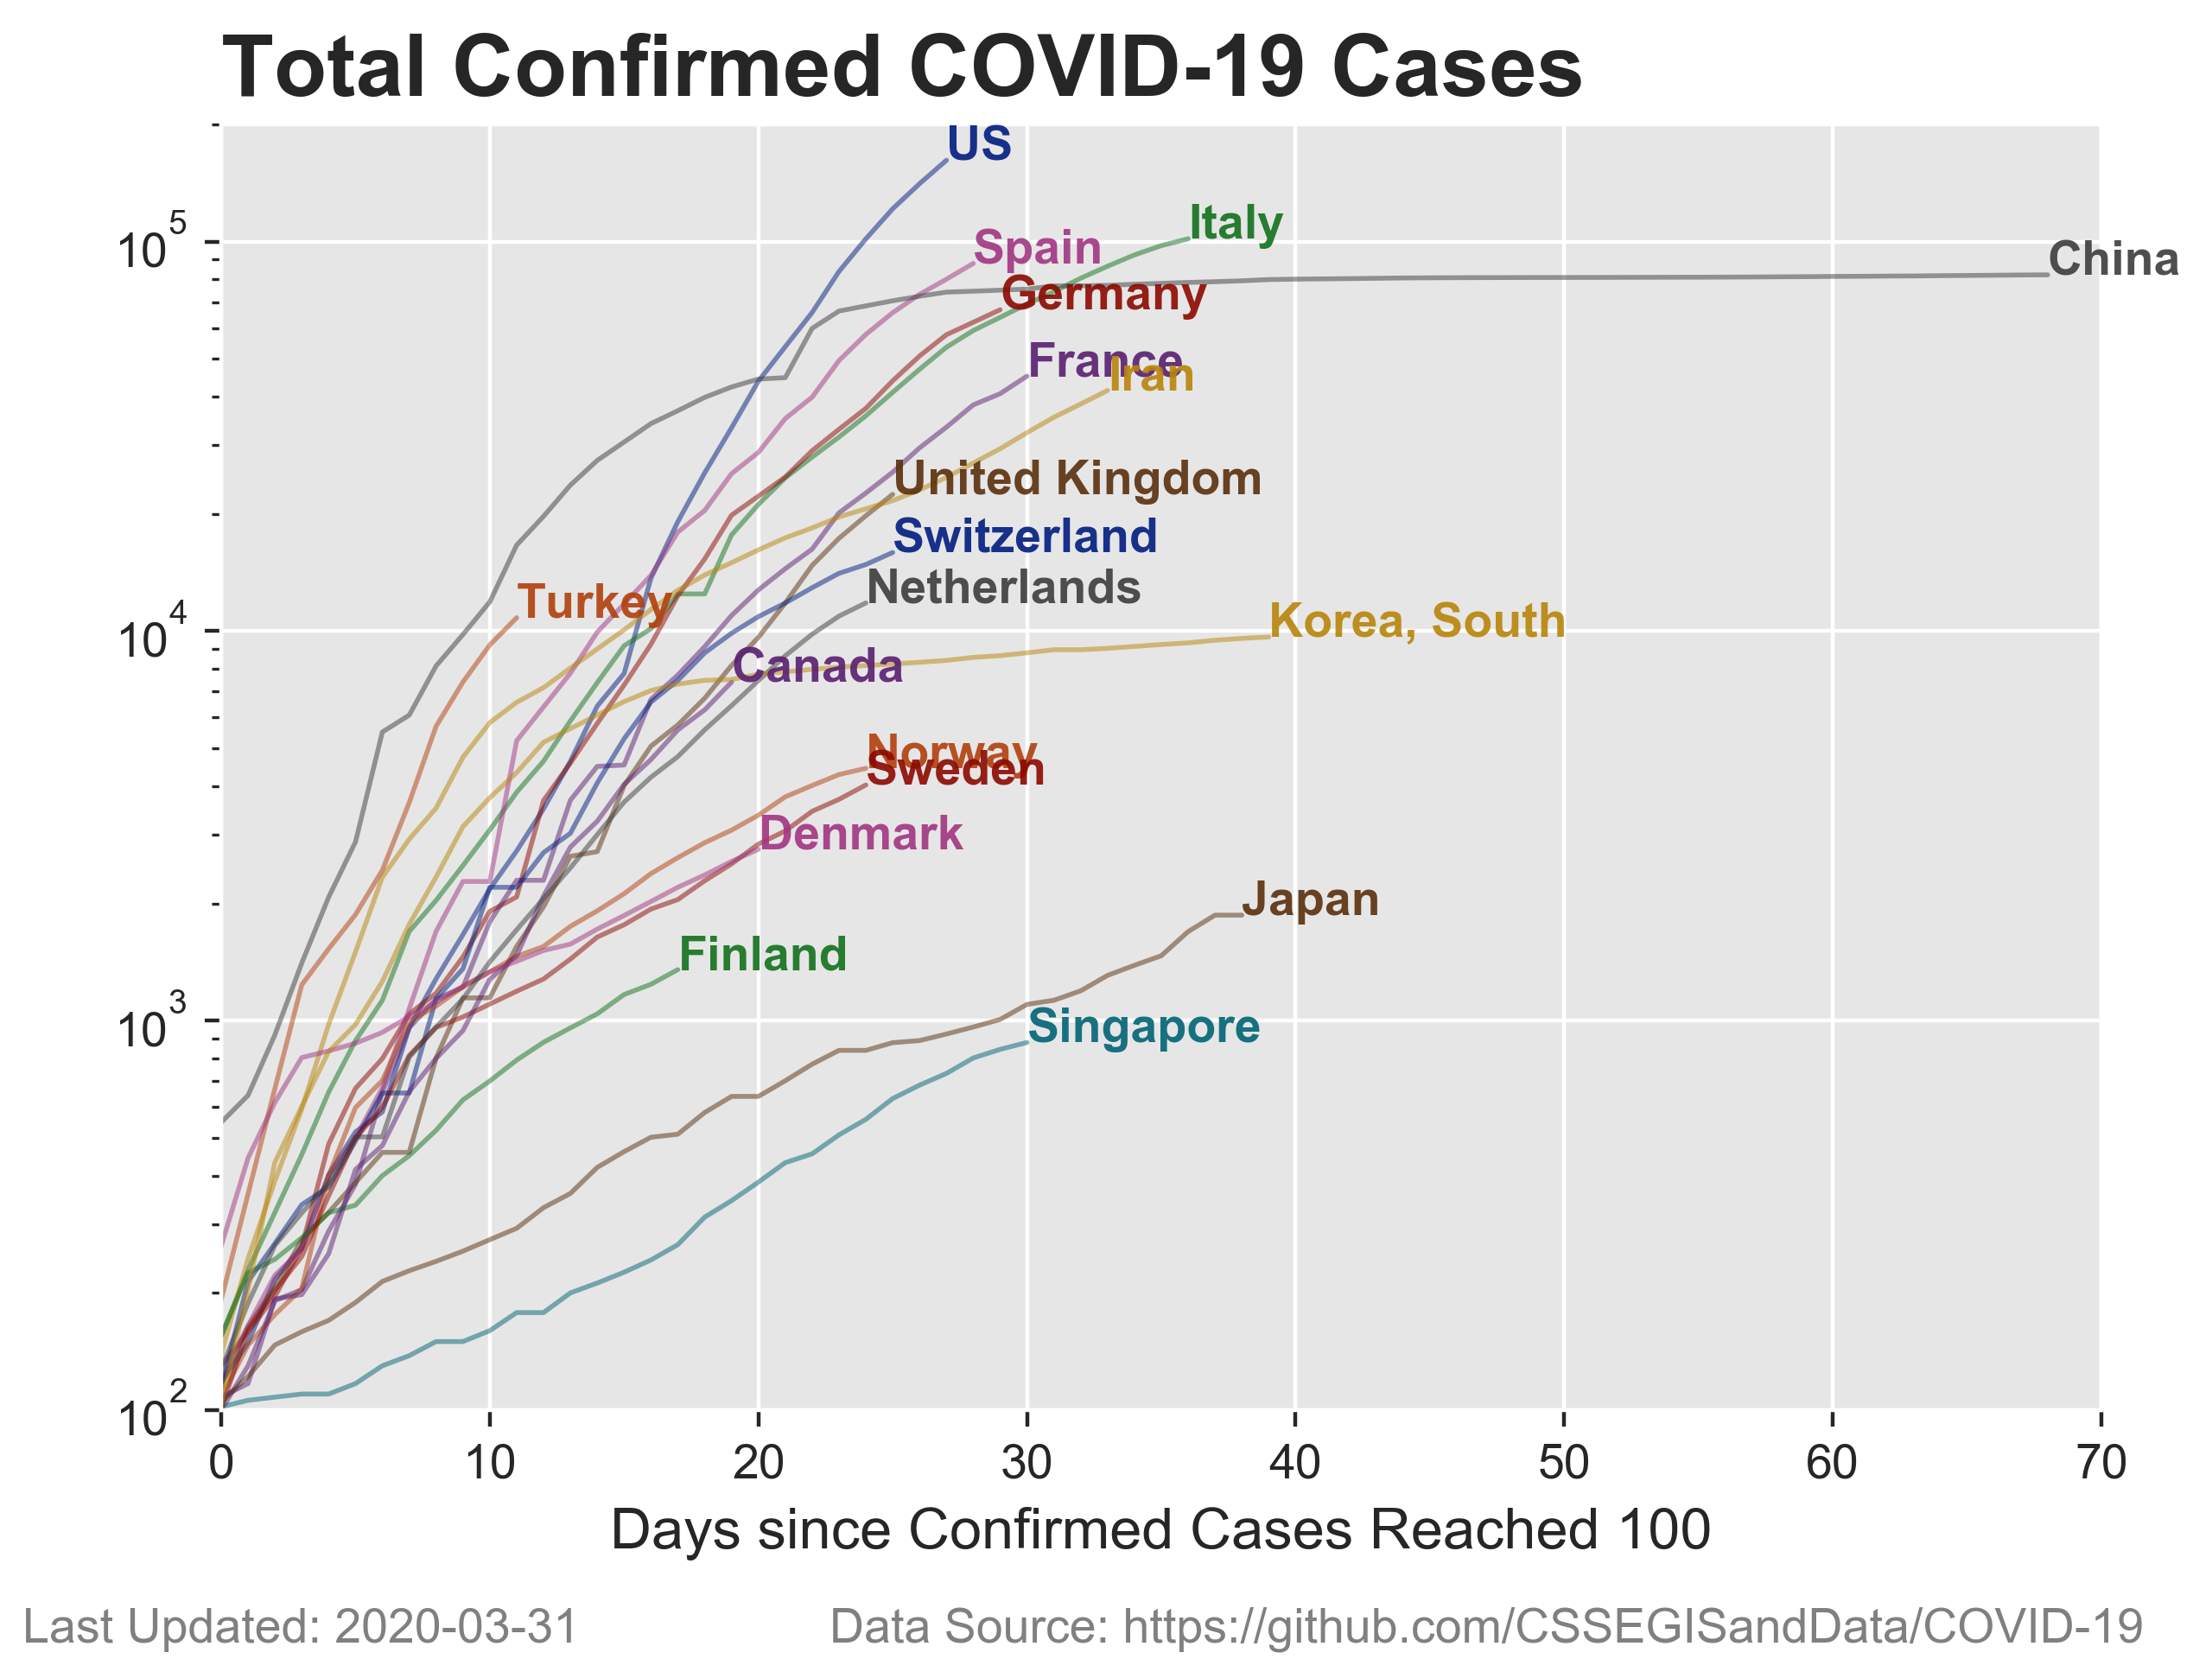 Total Confirmed COVID-19 Cases
US
Italy
Spain
China
10^5
Germany
France
Iran
United Kingdom
Switzerland
Netherlands
Turkey
Korea, South
10^4
Canada
Norway
Sweden
Denmark
Japan
Finland
10^3
Singapore
10^2
0 10 20 30 40 50 60 70
Days since Confirmed Cases Reached 100
Last Updated: 2020-03-31
Data Source: https://github.com/CSSEGISandData/COVID-19